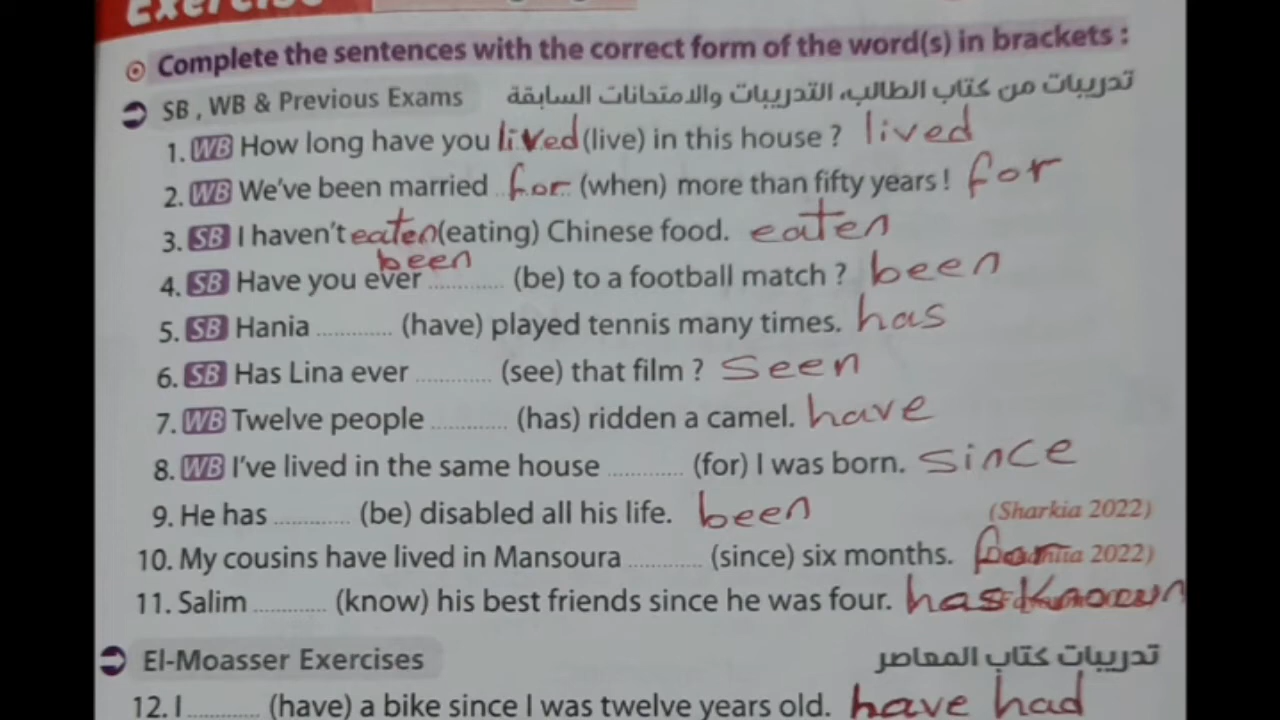 Exercise
Complete the sentences with the correct form of the word(s) in brackets :
SB , WB & Previous Exams تدريبات من كتاب الطالب، التدريبات والامتحانات السابقة
1. WB How long have you lived (live) in this house ? lived
2. WB We've been married for (when) more than fifty years ! for
3. SB I haven't eaten (eating) Chinese food. eaten
been
4. SB Have you ever ............ (be) to a football match ? been
5. SB Hania ............ (have) played tennis many times. has
6. SB Has Lina ever ............ (see) that film ? seen
7. WB Twelve people ............ (has) ridden a camel. have
8. WB I've lived in the same house ............ (for) I was born. since
9. He has ............ (be) disabled all his life. been (Sharkia 2022)
10. My cousins have lived in Mansoura ............ (since) six months. for 2022)
11. Salim ............ (know) his best friends since he was four. has known
El-Moasser Exercises تدريبات كتاب المعاصر
12. I ............ (have) a bike since I was twelve years old. have had